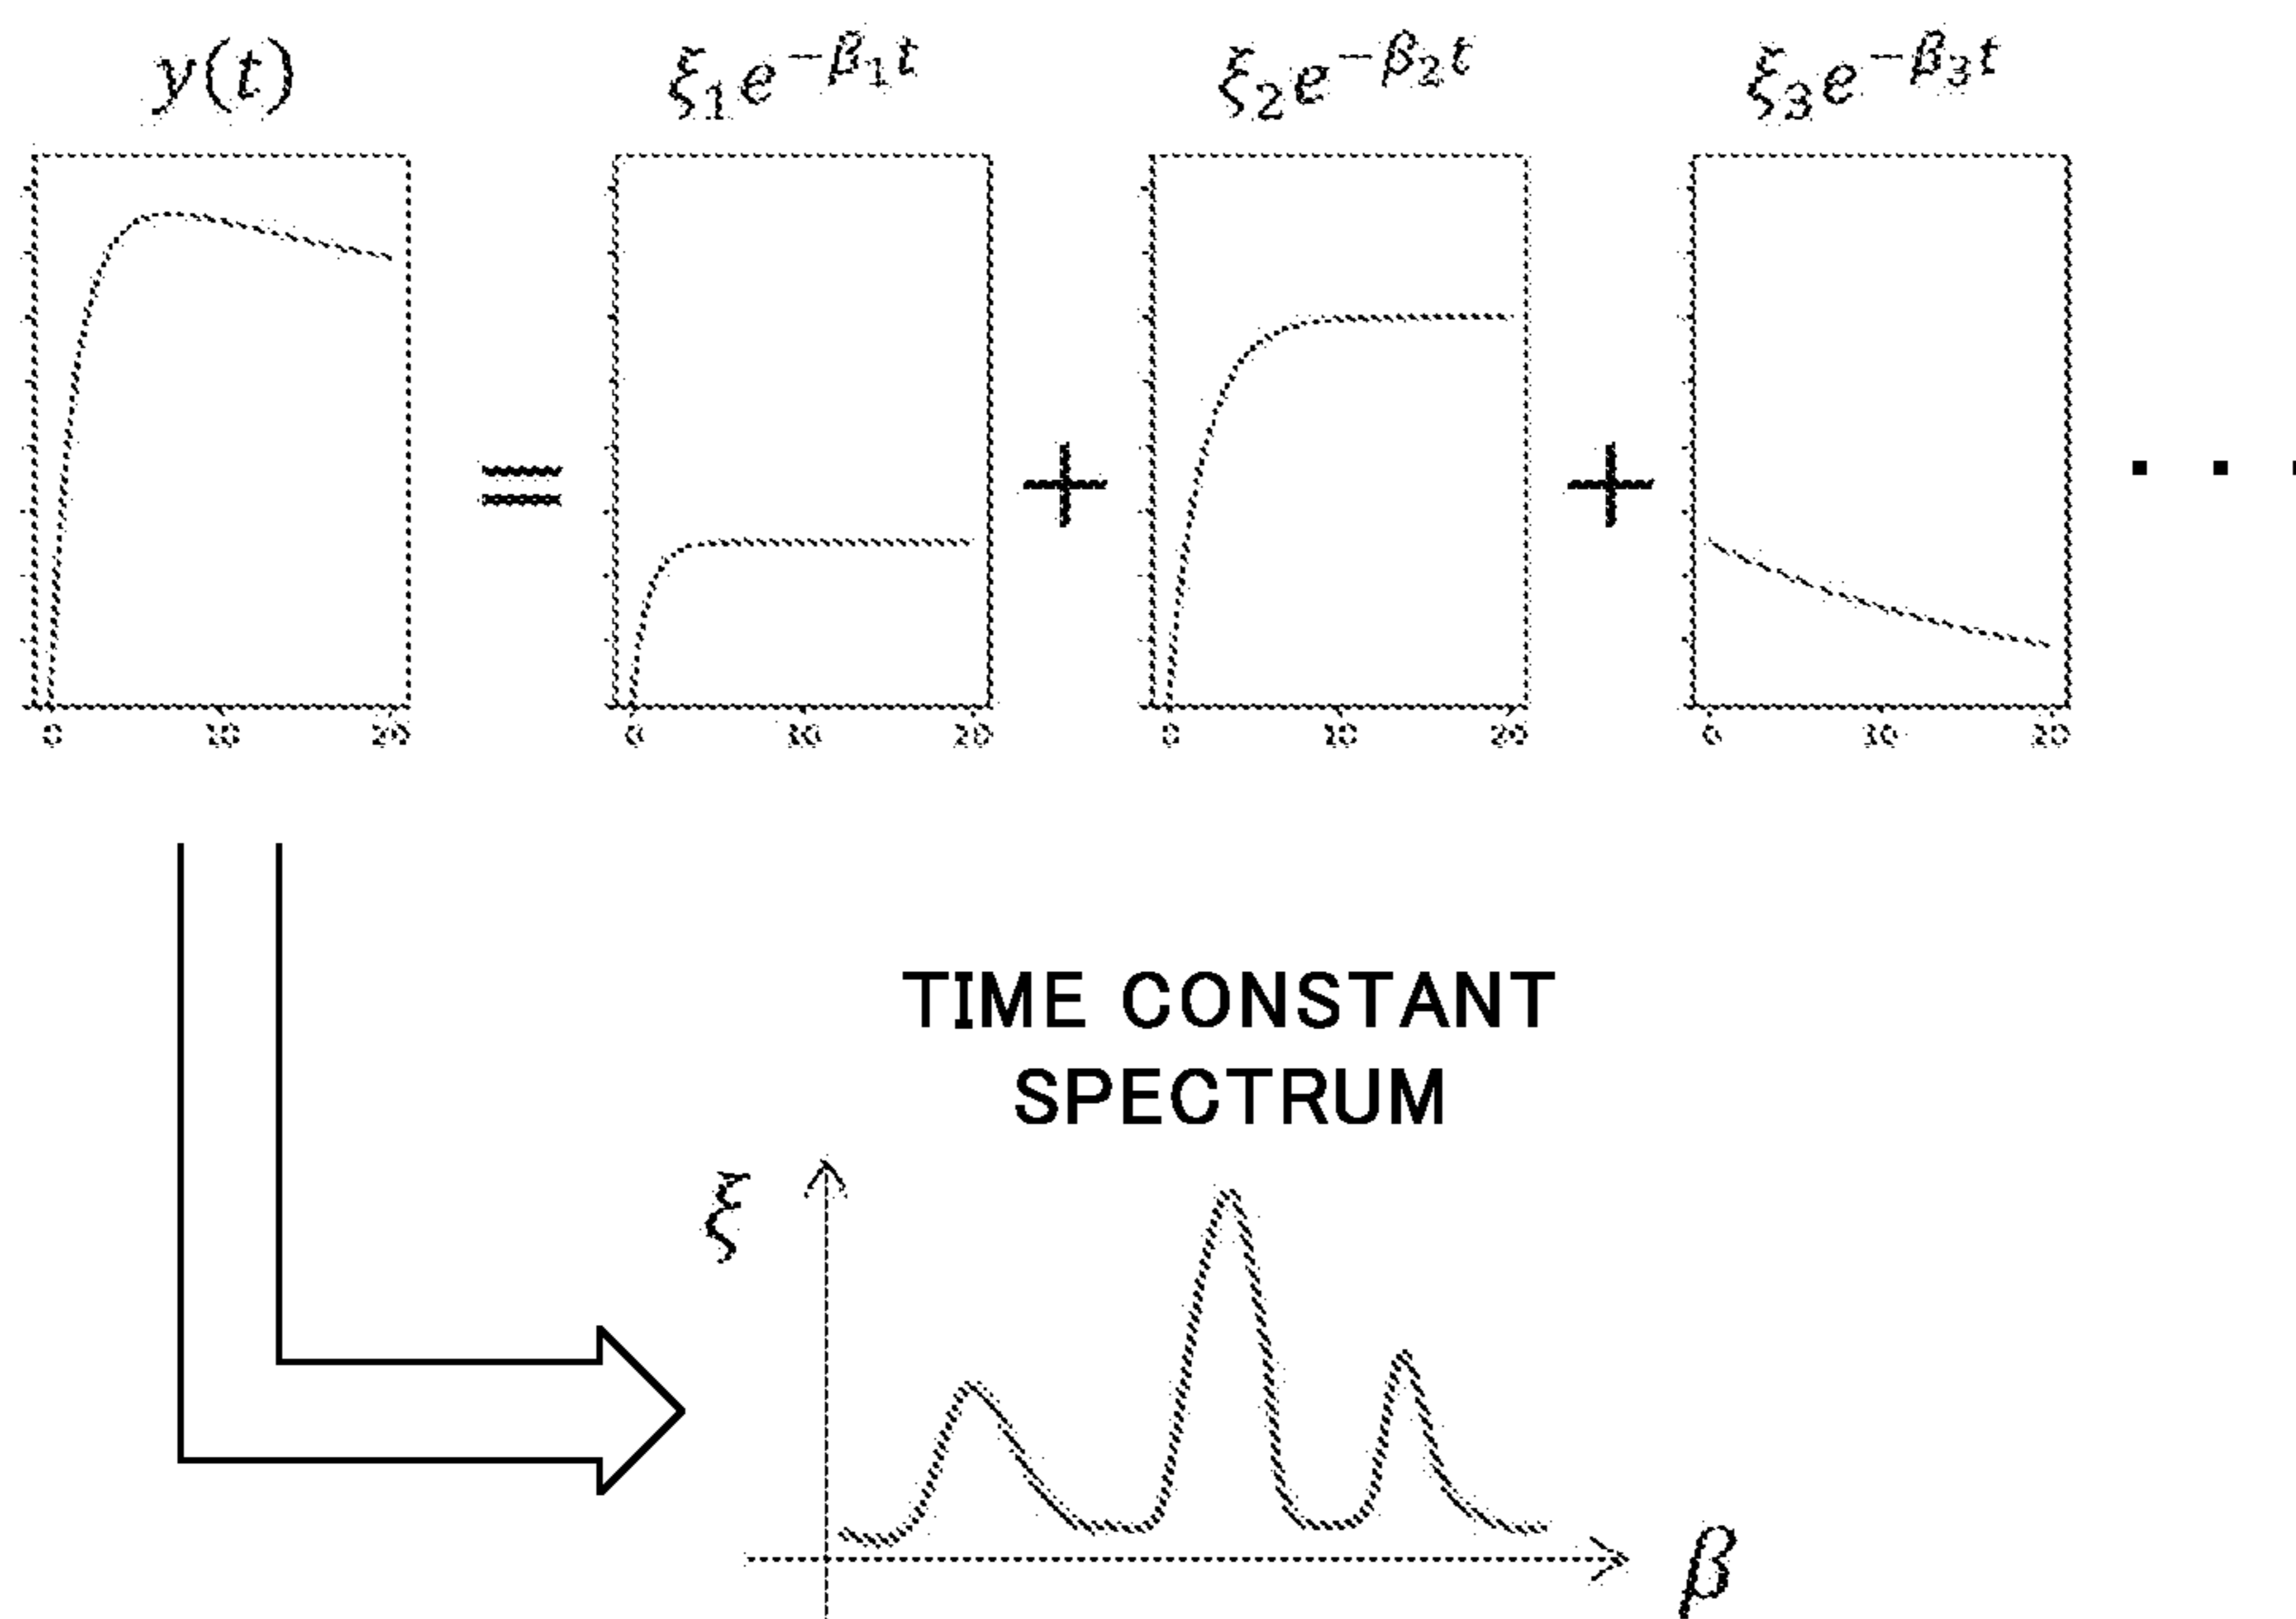 y(t) ξ₁e^{-β₁t} ξ₂e^{-β₂t} ξ₃e^{-β₃t}
= + + ...
0 10 20 0 10 20 0 10 20 0 10 20
TIME CONSTANT
SPECTRUM
ξ
β